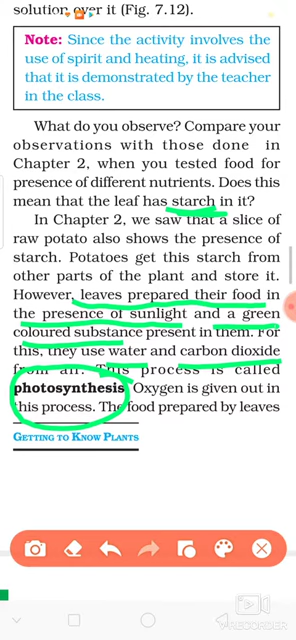 solution over it (Fig. 7.12).
Note: Since the activity involves the
use of spirit and heating, it is advised
that it is demonstrated by the teacher
in the class.
What do you observe? Compare your
observations with those done in
Chapter 2, when you tested food for
presence of different nutrients. Does this
mean that the leaf has starch in it?
In Chapter 2, we saw that a slice of
raw potato also shows the presence of
starch. Potatoes get this starch from
other parts of the plant and store it.
However, leaves prepared their food in
the presence of sunlight and a green
coloured substance present in them. For
this, they use water and carbon dioxide
from air. This process is called
photosynthesis. Oxygen is given out in
this process. The food prepared by leaves
GETTING TO KNOW PLANTS
RECORDER